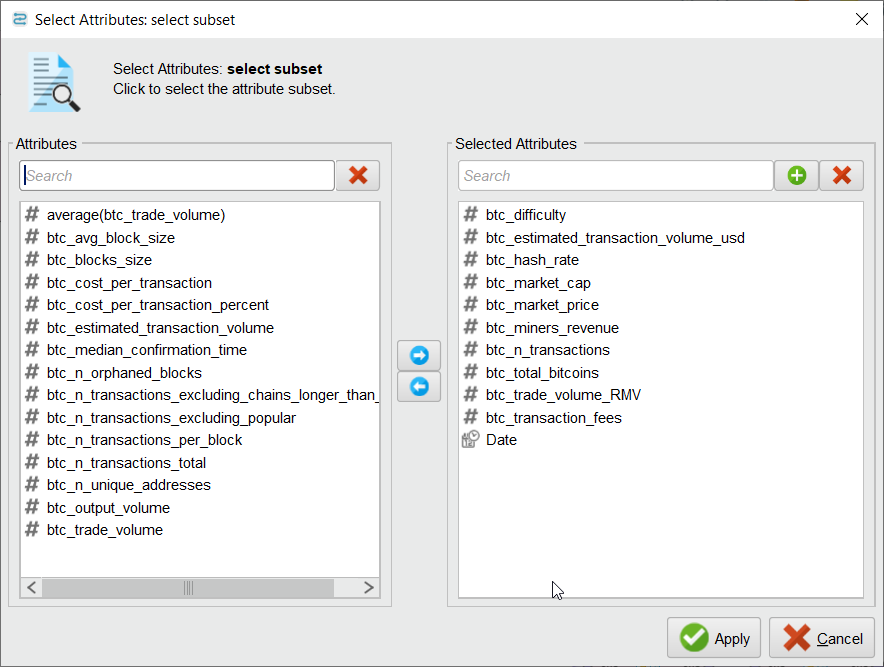 Select Attributes: select subset
Select Attributes: select subset
Click to select the attribute subset.
Attributes
Search
average(btc_trade_volume)
btc_avg_block_size
btc_blocks_size
btc_cost_per_transaction
btc_cost_per_transaction_percent
btc_estimated_transaction_volume
btc_median_confirmation_time
btc_n_orphaned_blocks
btc_n_transactions_excluding_chains_longer_than_
btc_n_transactions_excluding_popular
btc_n_transactions_per_block
btc_n_transactions_total
btc_n_unique_addresses
btc_output_volume
btc_trade_volume
Selected Attributes
Search
btc_difficulty
btc_estimated_transaction_volume_usd
btc_hash_rate
btc_market_cap
btc_market_price
btc_miners_revenue
btc_n_transactions
btc_total_bitcoins
btc_trade_volume_RMV
btc_transaction_fees
Date
Apply
Cancel